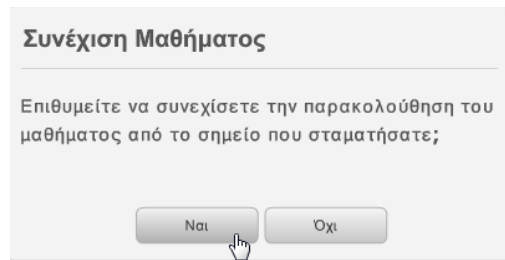 Συνέχιση Μαθήματος
Επιθυμείτε να συνεχίσετε την παρακολούθηση του
μαθήματος από το σημείο που σταματήσατε;
Ναι Όχι